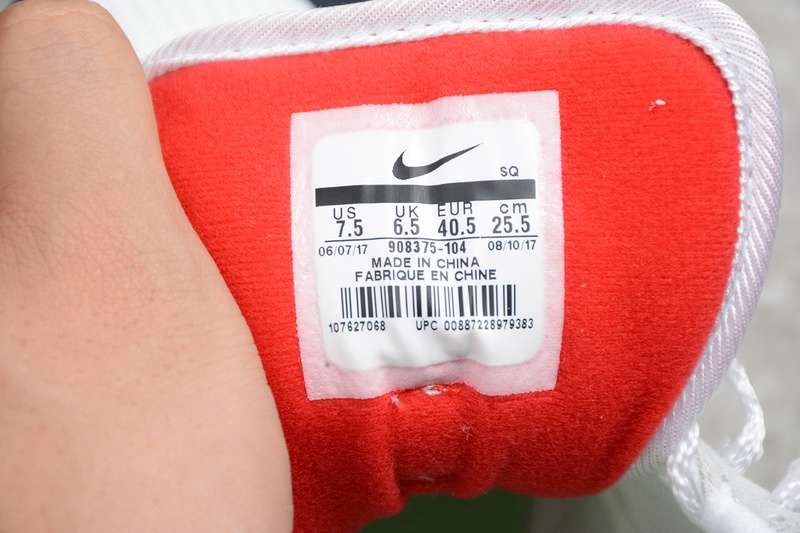 SQ
US UK EUR cm
7.5 6.5 40.5 25.5
06/07/17 908375-104 08/10/17
MADE IN CHINA
FABRIQUE EN CHINE
107627068 UPC 00887228979383